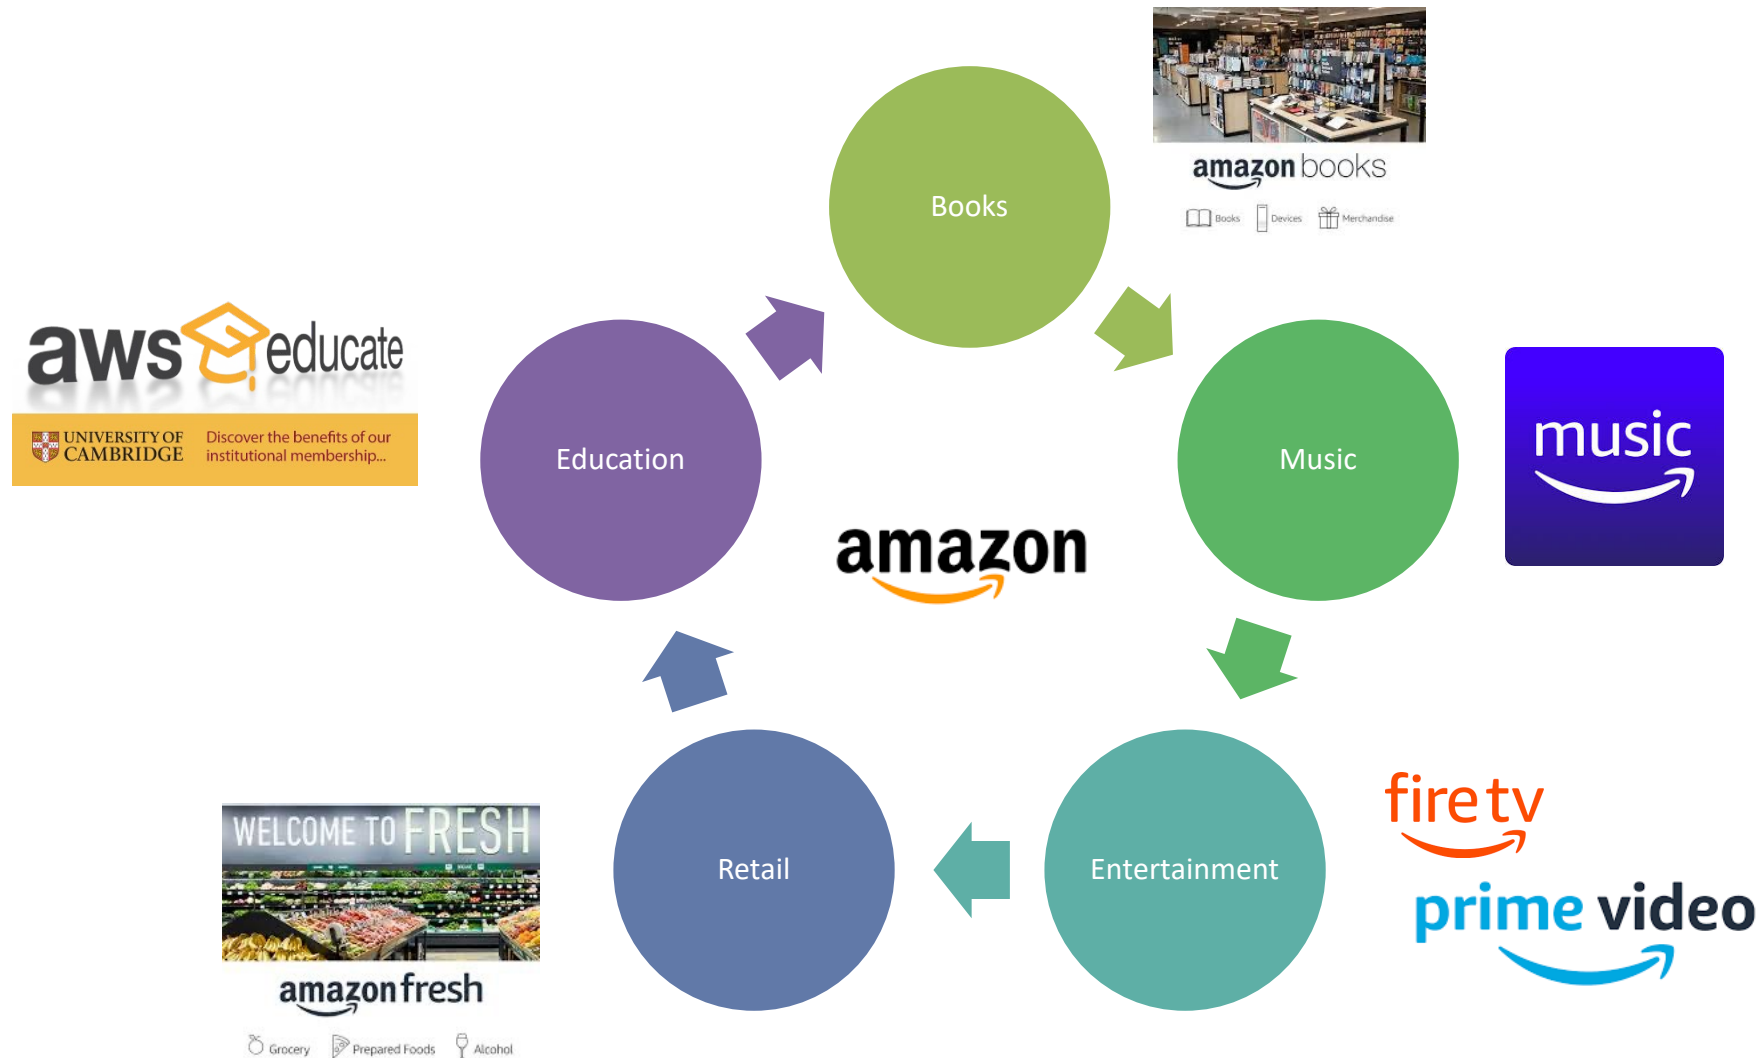 Books
amazon books
Books Devices Merchandise
aws educate
UNIVERSITY OF
CAMBRIDGE
Discover the benefits of our
institutional membership...
Education
Music
music
amazon
Retail
Entertainment
fire tv
prime video
WELCOME TO FRESH
amazon fresh
Grocery Prepared Foods Alcohol